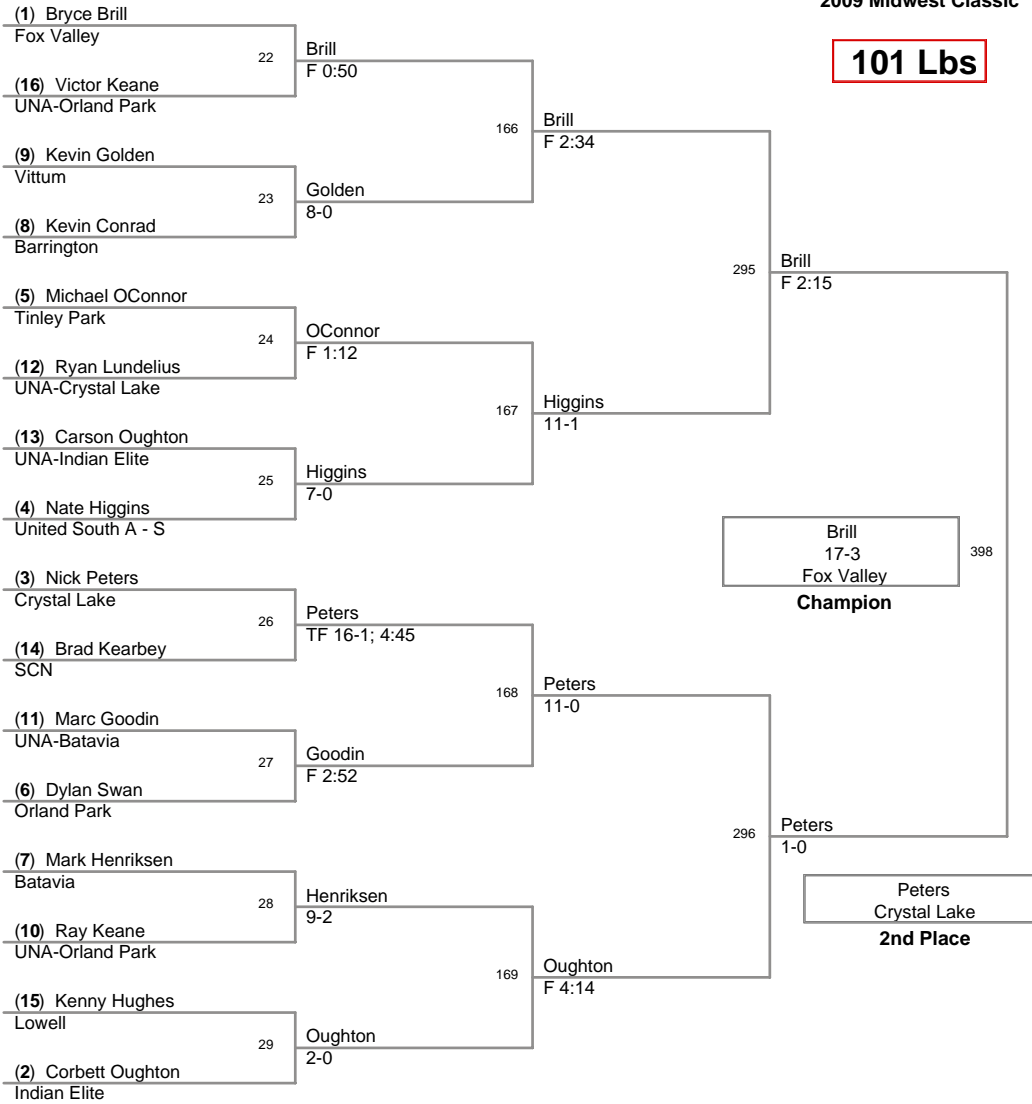 2009 Midwest Classic
101 Lbs
(1) Bryce Brill
Fox Valley
22
Brill
F 0:50
(16) Victor Keane
UNA-Orland Park
166
Brill
F 2:34
(9) Kevin Golden
Vittum
23
Golden
8-0
(8) Kevin Conrad
Barrington
295
Brill
F 2:15
(5) Michael OConnor
Tinley Park
24
OConnor
F 1:12
(12) Ryan Lundelius
UNA-Crystal Lake
167
Higgins
11-1
(13) Carson Oughton
UNA-Indian Elite
25
Higgins
7-0
(4) Nate Higgins
United South A - S
Brill
17-3
Fox Valley
398
Champion
(3) Nick Peters
Crystal Lake
26
Peters
TF 16-1; 4:45
(14) Brad Kearbey
SCN
168
Peters
11-0
(11) Marc Goodin
UNA-Batavia
27
Goodin
F 2:52
(6) Dylan Swan
Orland Park
296
Peters
1-0
(7) Mark Henriksen
Batavia
28
Henriksen
9-2
Peters
Crystal Lake
2nd Place
(10) Ray Keane
UNA-Orland Park
169
Oughton
F 4:14
(15) Kenny Hughes
Lowell
29
Oughton
2-0
(2) Corbett Oughton
Indian Elite